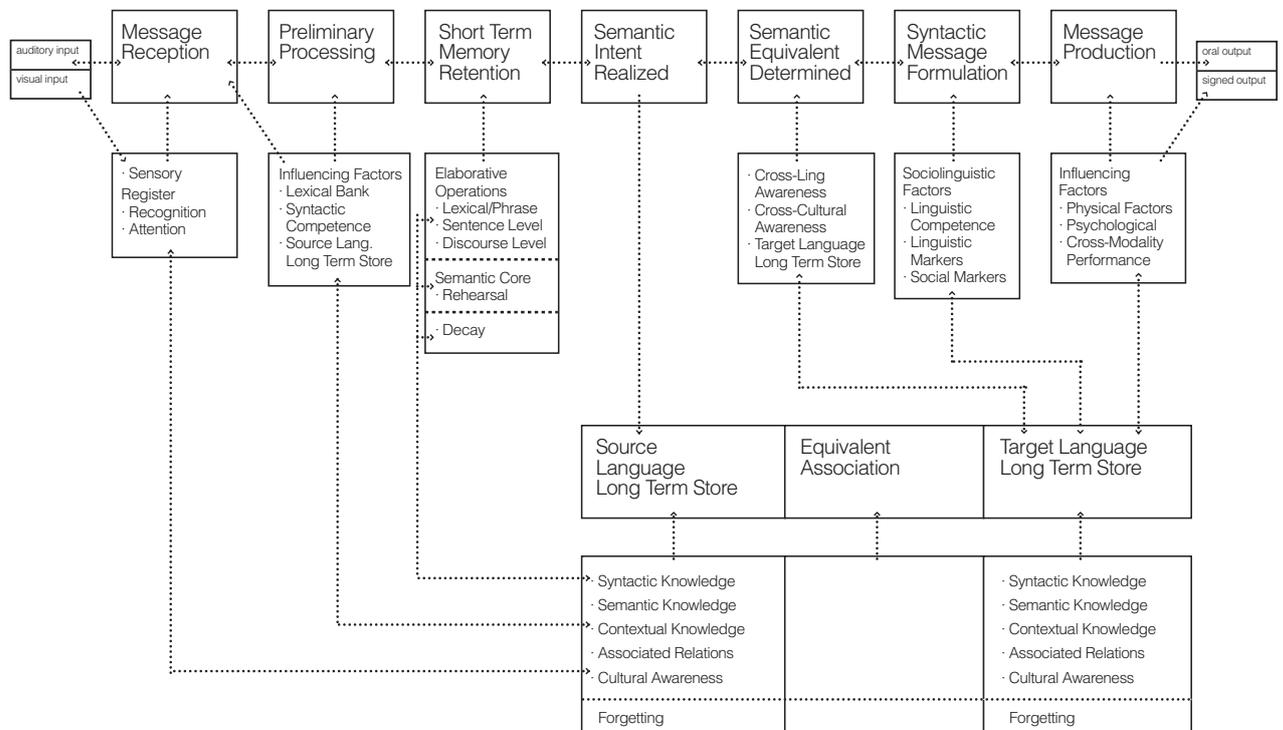 auditory input
visual input
Message
Reception
Preliminary
Processing
Short Term
Memory
Retention
Semantic
Intent
Realized
Semantic
Equivalent
Determined
Syntactic
Message
Formulation
Message
Production
oral output
signed output
· Sensory
Register
· Recognition
· Attention
Influencing Factors
· Lexical Bank
· Syntactic
Competence
· Source Lang.
Long Term Store
Elaborative
Operations
· Lexical/Phrase
· Sentence Level
· Discourse Level
Semantic Core
· Rehearsal
· Decay
· Cross-Ling
Awareness
· Cross-Cultural
Awareness
· Target Language
Long Term Store
Sociolinguistic
Factors
· Linguistic
Competence
· Linguistic
Markers
· Social Markers
Influencing
Factors
· Physical Factors
· Psychological
· Cross-Modality
Performance
Source
Language
Long Term Store
Equivalent
Association
Target Language
Long Term Store
· Syntactic Knowledge
· Semantic Knowledge
· Contextual Knowledge
· Associated Relations
· Cultural Awareness
Forgetting
· Syntactic Knowledge
· Semantic Knowledge
· Contextual Knowledge
· Associated Relations
· Cultural Awareness
Forgetting